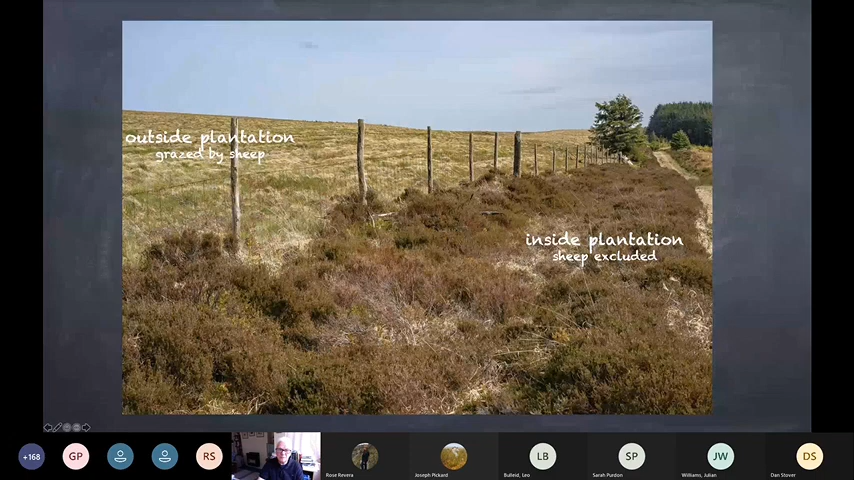 outside plantation
grazed by sheep
inside plantation
sheep excluded
+168
GP
RS
Rose Revera
Joseph Pickard
LB
Bulleid, Leo
SP
Sarah Purdon
JW
Williams, Julian
DS
Dan Stover